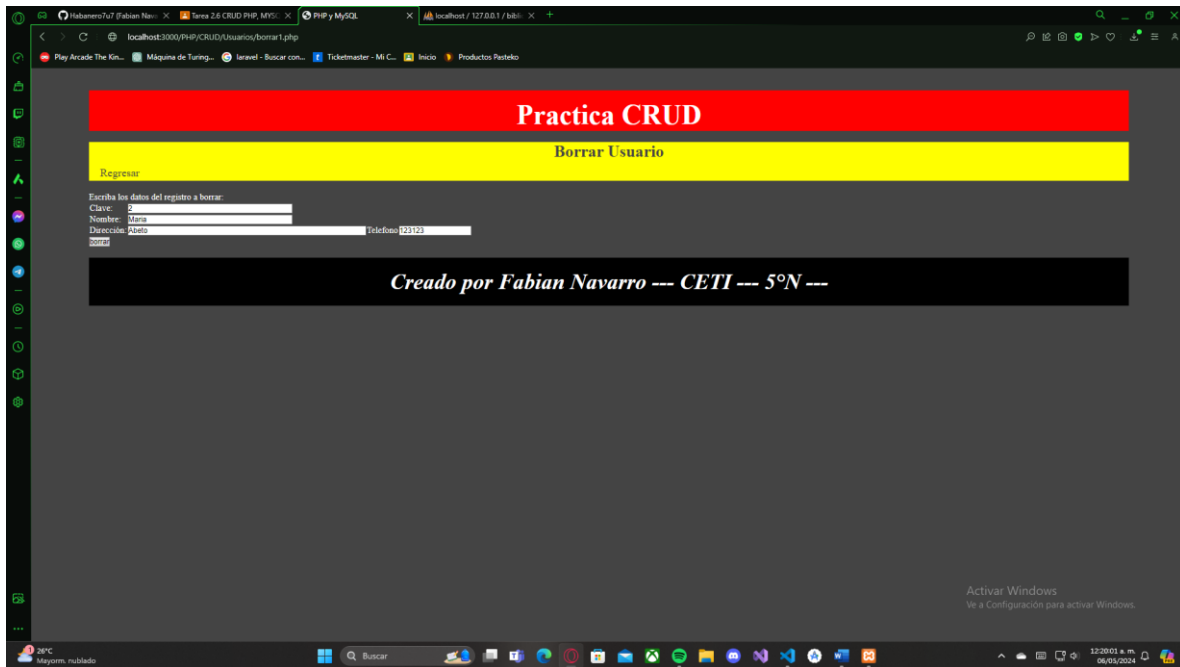 Habanero7u7 (Fabian Nav
Tarea 2.6 CRUD PHP, MYS
PHP y MySQL
localhost / 127.0.0.1 / bibli
localhost:3000/PHP/CRUD/Usuarios/borrar1.php
Play Arcade The Kin...
Máquina de Turing...
laravel - Buscar con...
Ticketmaster - Mi C...
Inicio
Productos Pasteko
Practica CRUD
Borrar Usuario
Regresar
Escriba los datos del registro a borrar:
Clave: 2
Nombre: Maria
Dirección: Abeto Telefono 123123
borrar
Creado por Fabian Navarro --- CETI --- 5°N ---
Activar Windows
Ve a Configuración para activar Windows.
1
26°C
Mayorm. nublado
Buscar
12:20:01 a. m.
06/05/2024